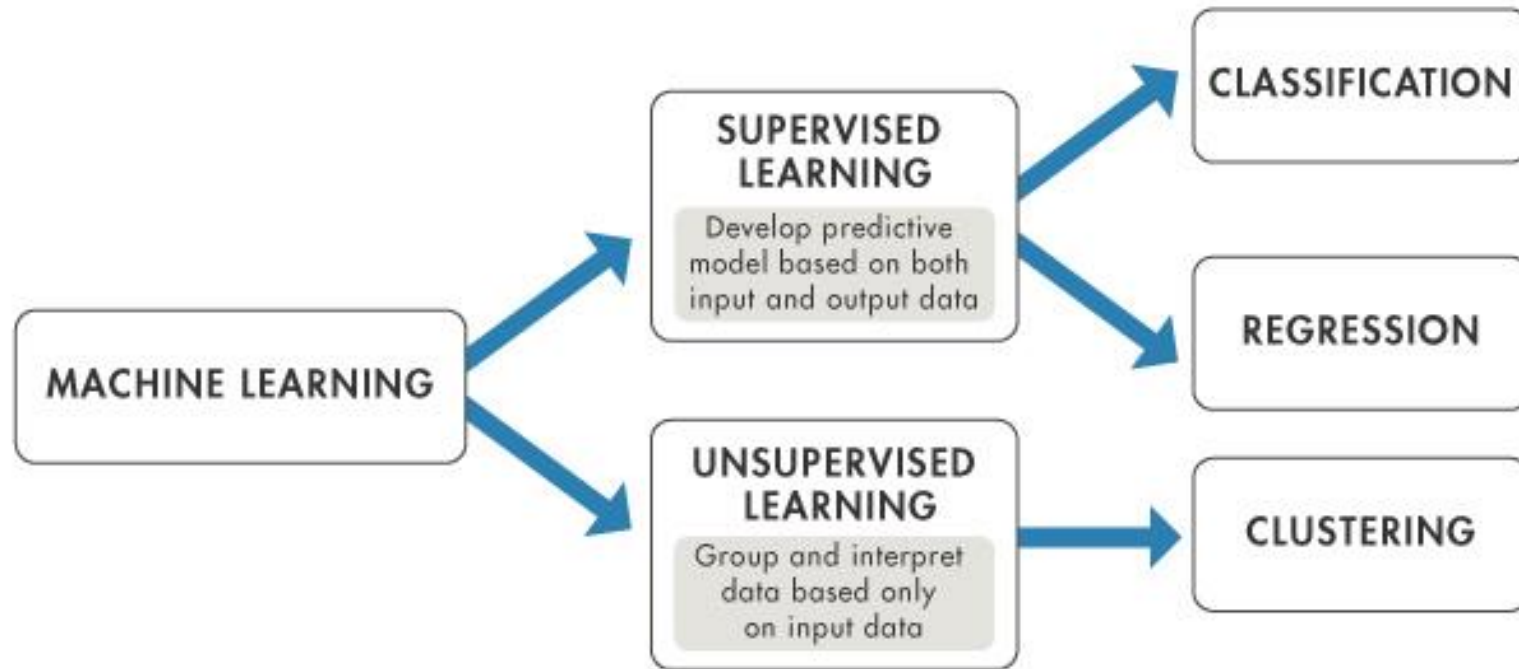 MACHINE LEARNING
SUPERVISED
LEARNING
Develop predictive
model based on both
input and output data
UNSUPERVISED
LEARNING
Group and interpret
data based only
on input data
CLASSIFICATION
REGRESSION
CLUSTERING